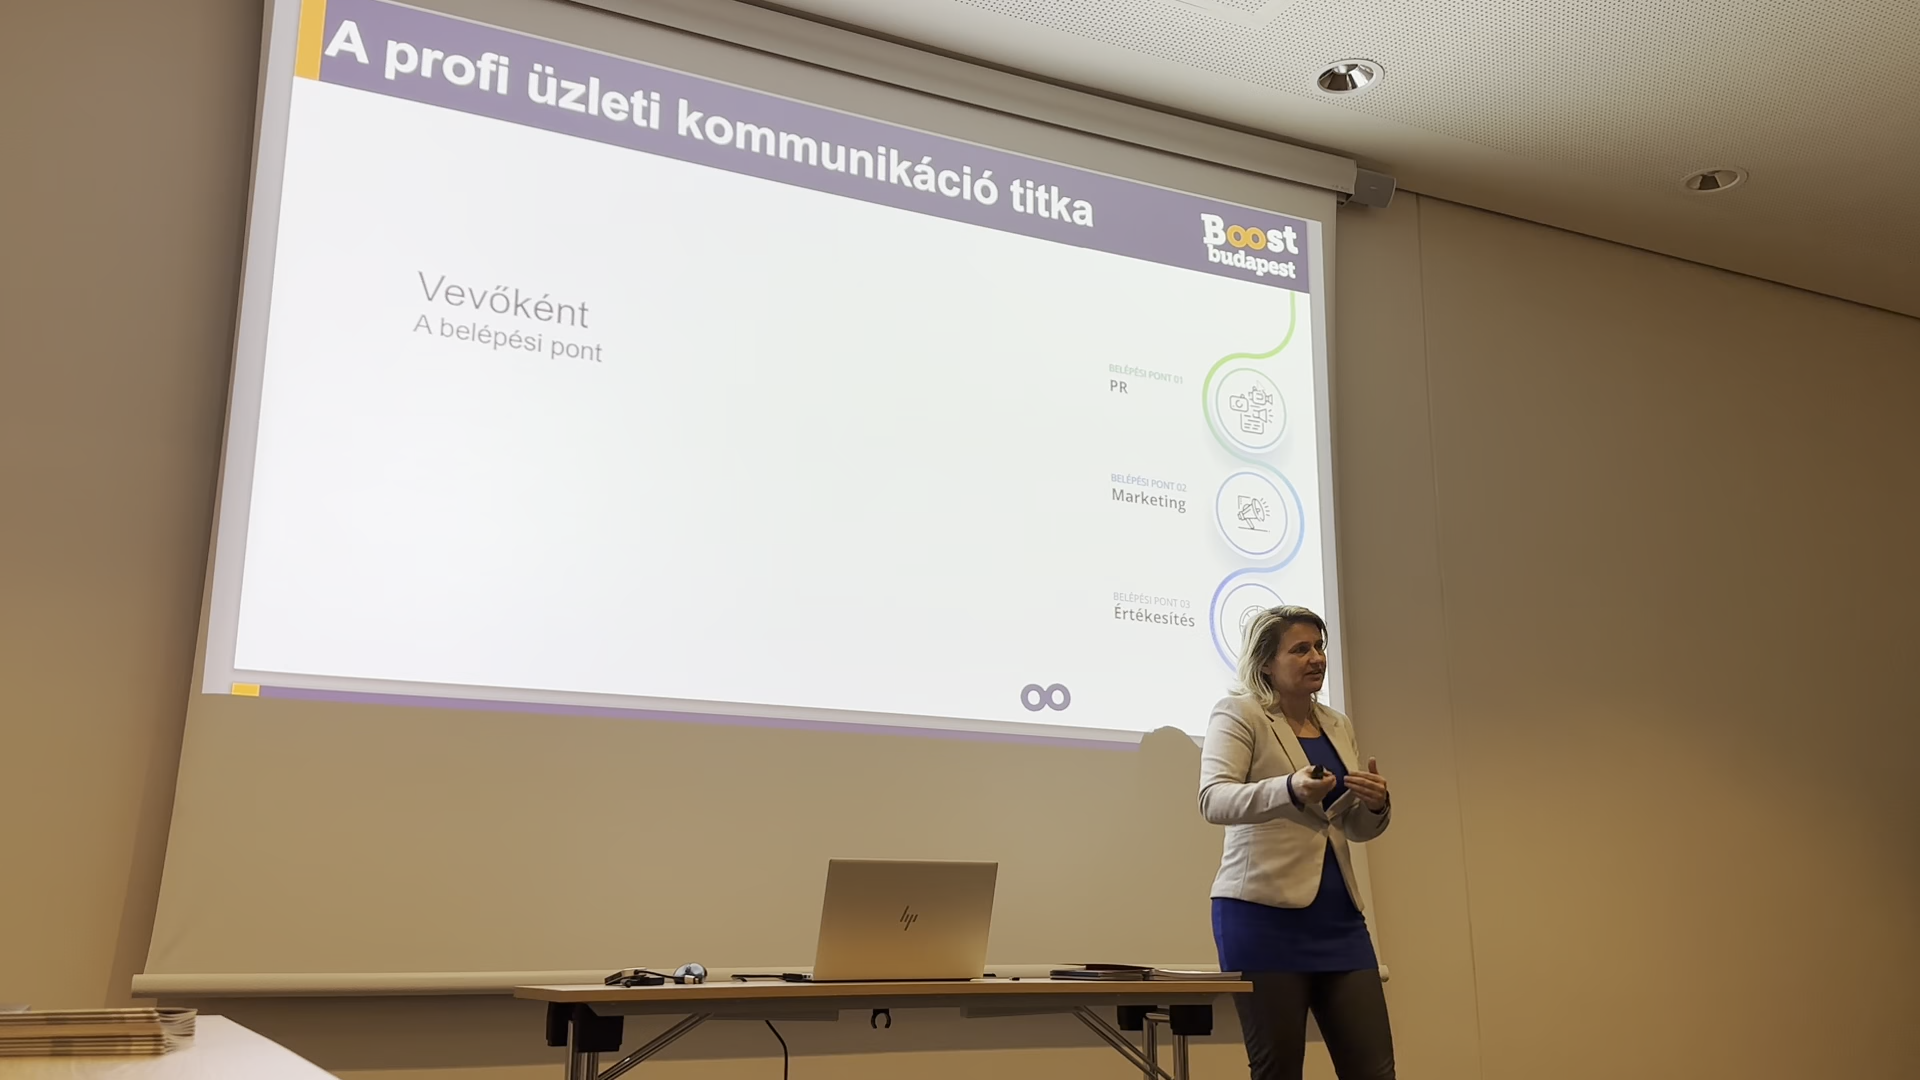 A profi üzleti kommunikáció titka
Boost
budapest
Vevőként
A belépési pont
BELÉPÉSI PONT 01
PR
BELÉPÉSI PONT 02
Marketing
BELÉPÉSI PONT 03
Értékesítés
hp